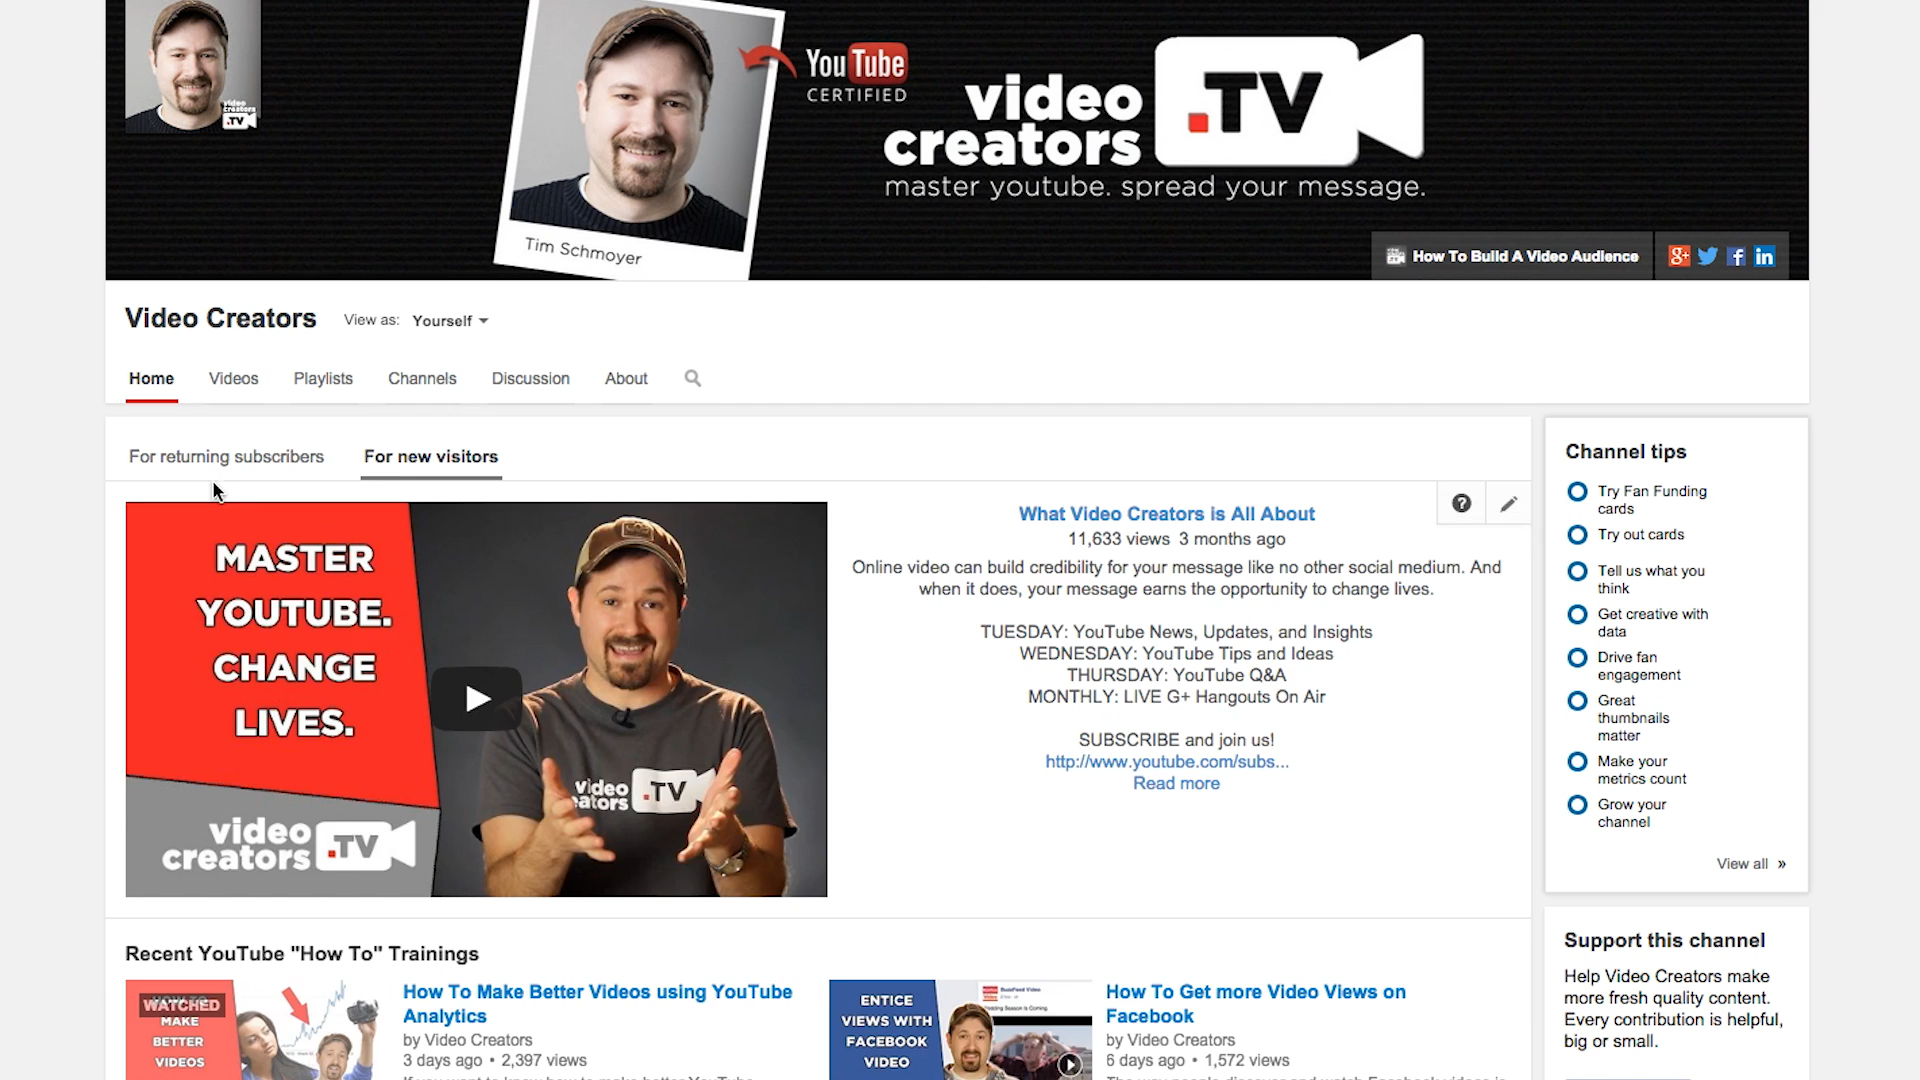 video
creators
.TV
YouTube
CERTIFIED
video
creators
.TV
master youtube. spread your message.
Tim Schmoyer
How To Build A Video Audience
g+
f
in
Video Creators
View as: Yourself
Home
Videos
Playlists
Channels
Discussion
About
For returning subscribers
For new visitors
MASTER
YOUTUBE.
CHANGE
LIVES.
video
creators
.TV
video
eators
.TV
?
What Video Creators is All About
11,633 views 3 months ago
Online video can build credibility for your message like no other social medium. And
when it does, your message earns the opportunity to change lives.
TUESDAY: YouTube News, Updates, and Insights
WEDNESDAY: YouTube Tips and Ideas
THURSDAY: YouTube Q&A
MONTHLY: LIVE G+ Hangouts On Air
SUBSCRIBE and join us!
http://www.youtube.com/subs...
Read more
Channel tips
Try Fan Funding
cards
Try out cards
Tell us what you
think
Get creative with
data
Drive fan
engagement
Great
thumbnails
matter
Make your
metrics count
Grow your
channel
View all »
Support this channel
Help Video Creators make
more fresh quality content.
Every contribution is helpful,
big or small.
Recent YouTube "How To" Trainings
WATCHED
MAKE
BETTER
VIDEOS
How To Make Better Videos using YouTube
Analytics
by Video Creators
3 days ago • 2,397 views
ENTICE
VIEWS WITH
FACEBOOK
VIDEO
BuzzFeed Video
How To Get more Video Views on
Facebook
by Video Creators
6 days ago • 1,572 views